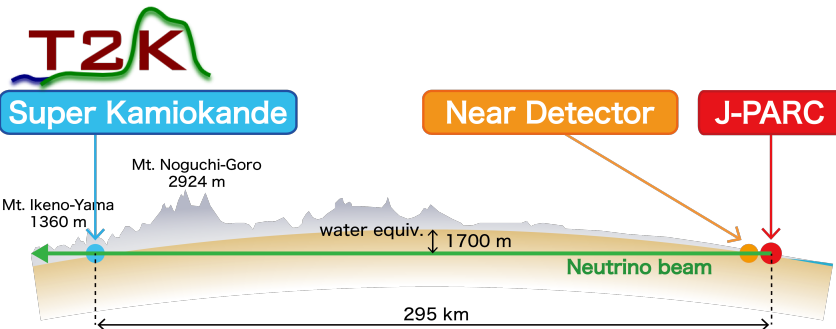 T2K
Super Kamiokande
Near Detector
J-PARC
Mt. Noguchi-Goro
2924 m
Mt. Ikeno-Yama
1360 m
water equiv.
1700 m
Neutrino beam
295 km